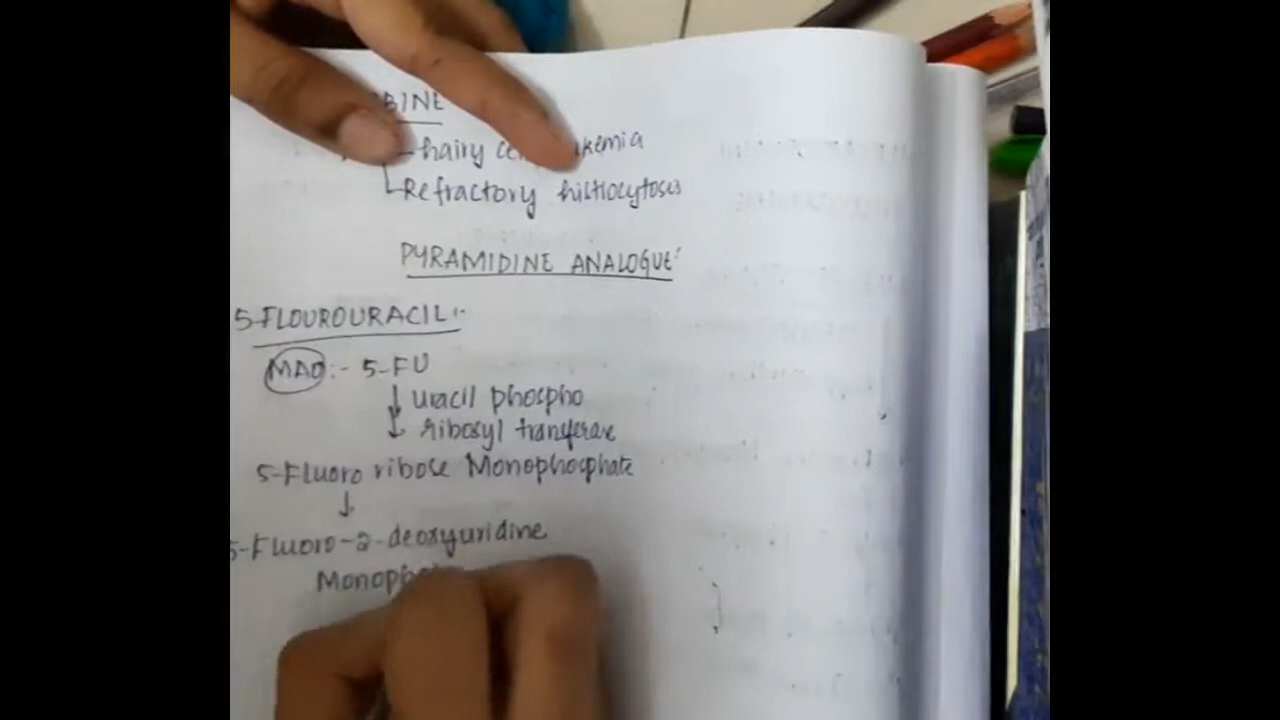 BINE
hairy
Refractory histiocytosis
PYRAMIDINE ANALOGUE:
5-FLOUROURACIL:-
MAO:- 5-FU
↓ Uracil phospho
↓ ribosyl transferase
5-Fluoro ribose Monophosphate
↓
5-Fluoro-2-deoxyuridine